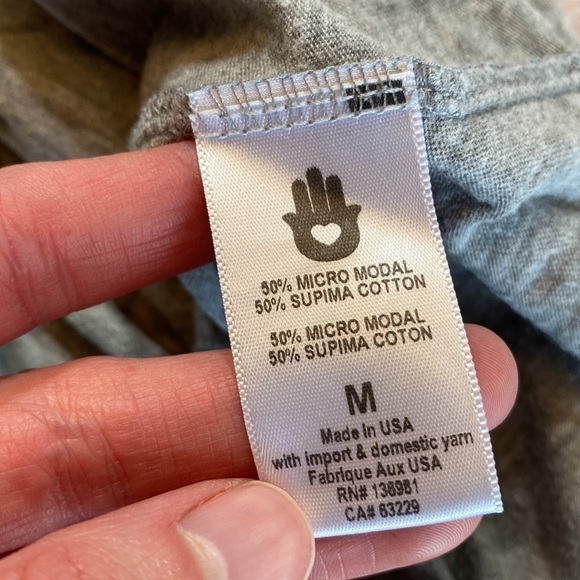 50% MICRO MODAL
50% SUPIMA COTTON
50% MICRO MODAL
50% SUPIMA COTON
M
Made In USA
with import & domestic yarn
Fabrique Aux USA
RN# 138981
CA# 63229